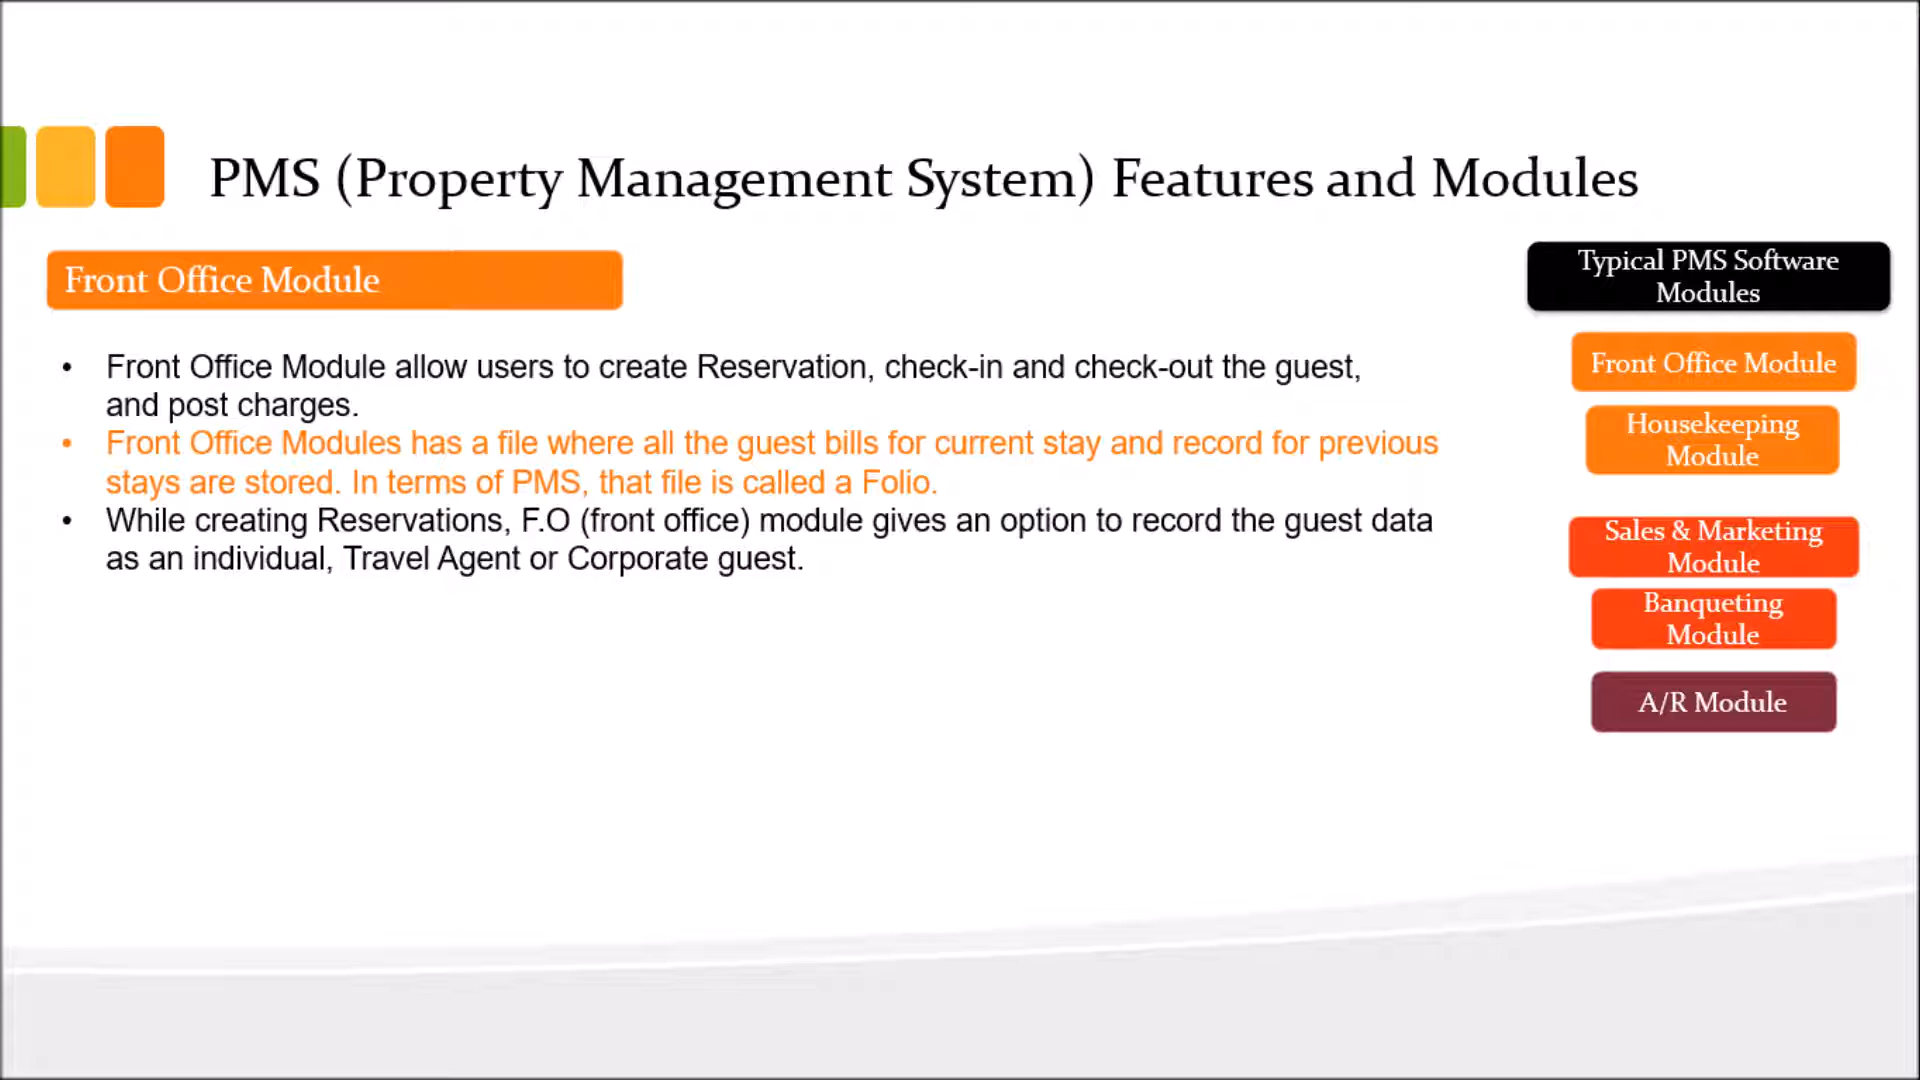 PMS (Property Management System) Features and Modules
Front Office Module
• Front Office Module allow users to create Reservation, check-in and check-out the guest,
and post charges.
• Front Office Modules has a file where all the guest bills for current stay and record for previous
stays are stored. In terms of PMS, that file is called a Folio.
• While creating Reservations, F.O (front office) module gives an option to record the guest data
as an individual, Travel Agent or Corporate guest.
Typical PMS Software
Modules
Front Office Module
Housekeeping
Module
Sales & Marketing
Module
Banqueting
Module
A/R Module